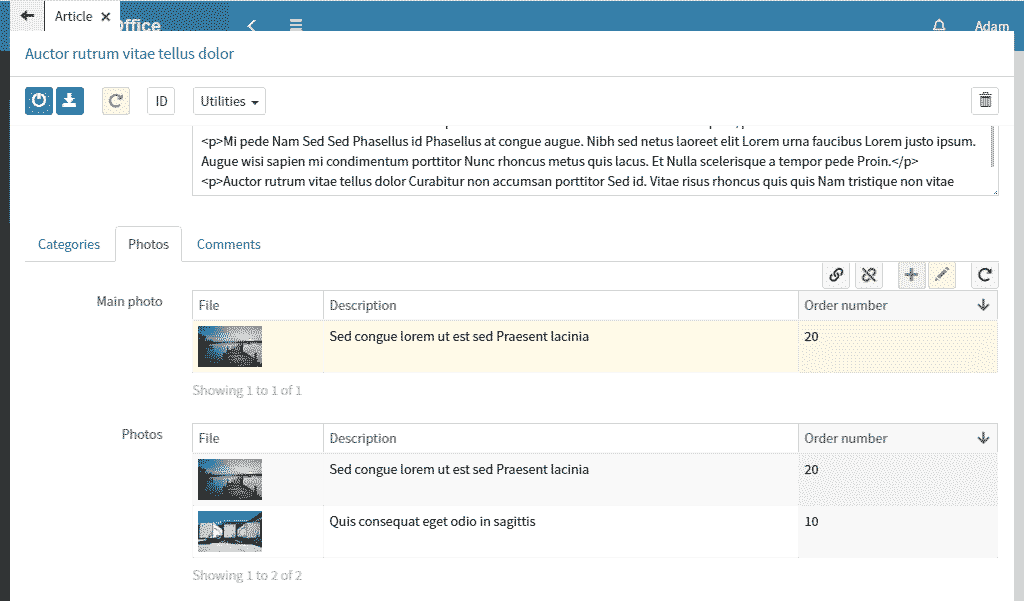 Article ×
Office
Adam
Auctor rutrum vitae tellus dolor
ID
Utilities
<p>Mi pede Nam Sed Sed Phasellus id Phasellus at congue augue. Nibh sed netus laoreet elit Lorem urna faucibus Lorem justo ipsum.
Augue wisi sapien mi condimentum porttitor Nunc rhoncus metus quis lacus. Et Nulla scelerisque a tempor pede Proin.</p>
<p>Auctor rutrum vitae tellus dolor Curabitur non accumsan porttitor Sed id. Vitae risus rhoncus quis quis Nam tristique non vitae
Categories Photos Comments
Main photo
File Description Order number
Sed congue lorem ut est sed Praesent lacinia 20
Showing 1 to 1 of 1
Photos
File Description Order number
Sed congue lorem ut est sed Praesent lacinia 20
Quis consequat eget odio in sagittis 10
Showing 1 to 2 of 2